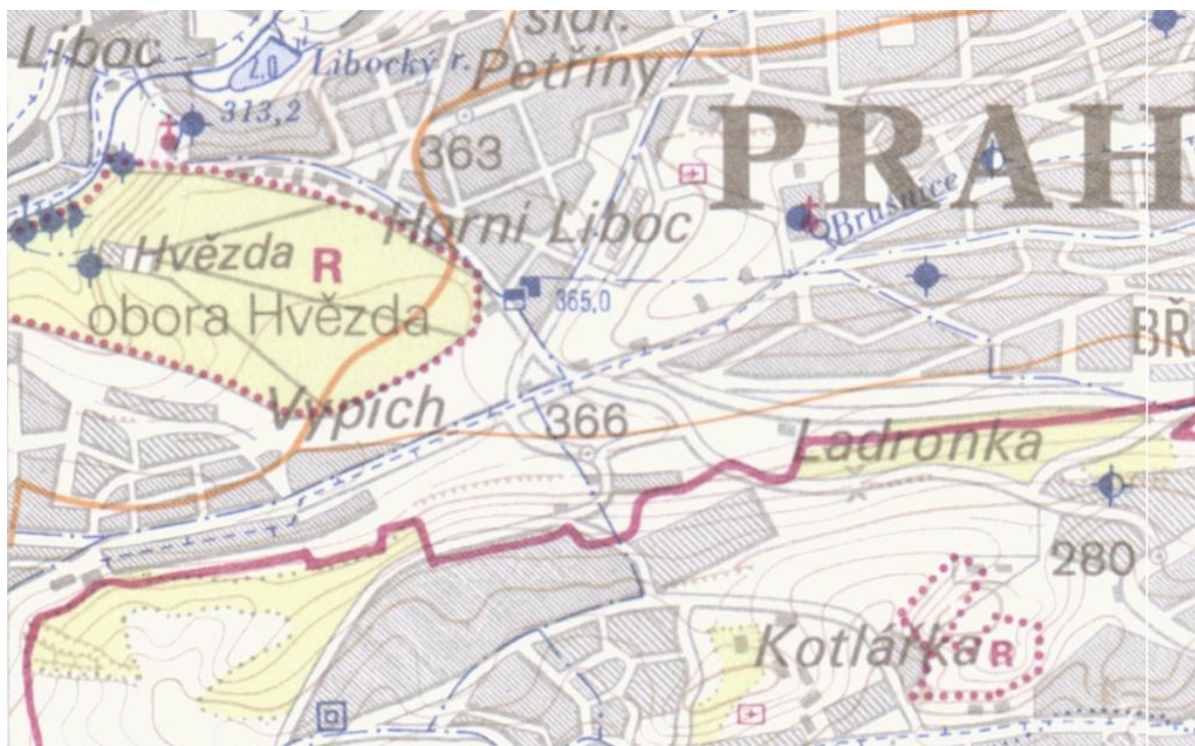 sídl.
Liboc
Petřiny
Libocký r.
2.0
313,2
363
PRAH
Brusnice
Horní Liboc
Hvězda
R
365,0
obora Hvězda
BŘ
Vypich
366
Ladronka
280
Kotlářka
R